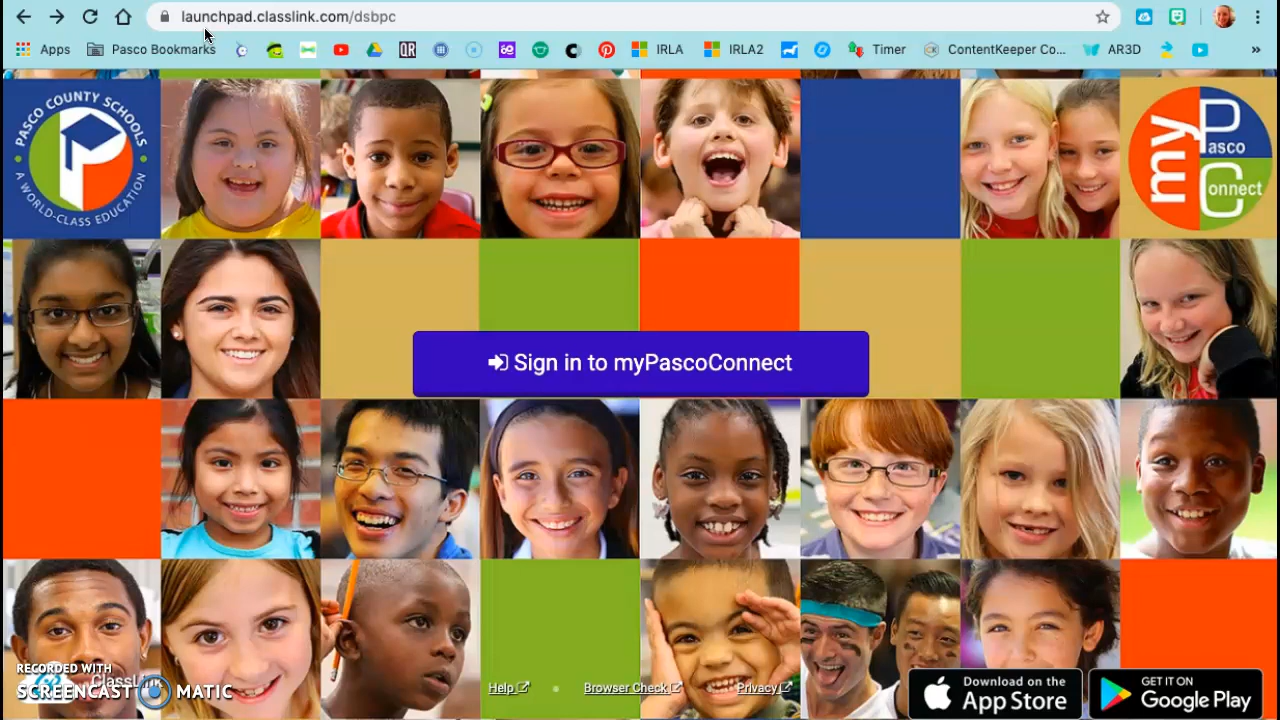 launchpad.classlink.com/dsbpc
Apps
Pasco Bookmarks
QR
IRLA
IRLA2
Timer
ContentKeeper Co...
AR3D
»
PASCO COUNTY SCHOOLS
P
A WORLD-CLASS EDUCATION
my
Pasco
Connect
Sign in to myPascoConnect
RECORDED WITH
SCREENCAST MATIC
ClassLink
Help
Browser Check
Privacy
Download on the
App Store
GET IT ON
Google Play